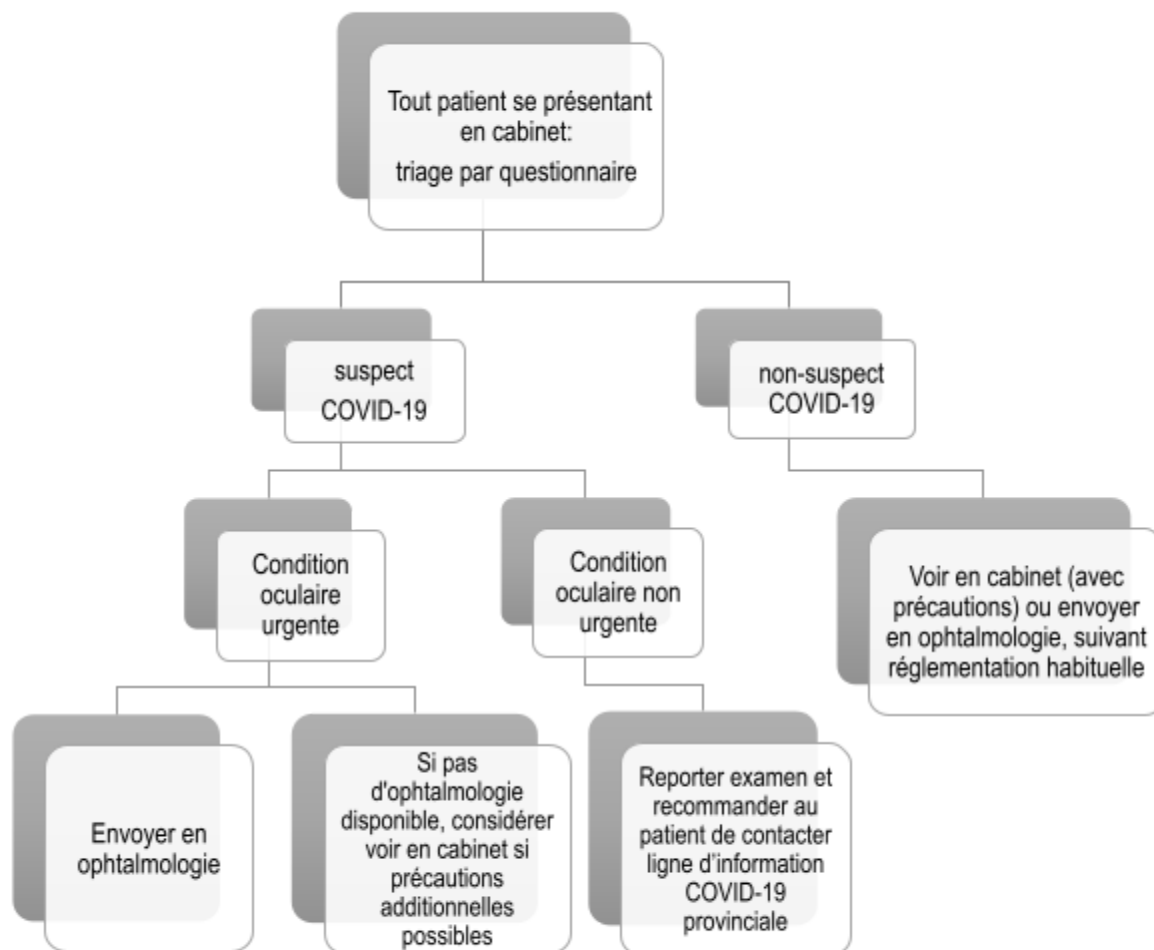 Tout patient se présentant
en cabinet:
triage par questionnaire
suspect
COVID-19
non-suspect
COVID-19
Condition
oculaire
urgente
Condition
oculaire non
urgente
Voir en cabinet (avec
précautions) ou envoyer
en ophtalmologie, suivant
réglementation habituelle
Envoyer en
ophtalmologie
Si pas
d'ophtalmologie
disponible, considérer
voir en cabinet si
précautions
additionnelles
possibles
Reporter examen et
recommander au
patient de contacter
ligne d’information
COVID-19
provinciale